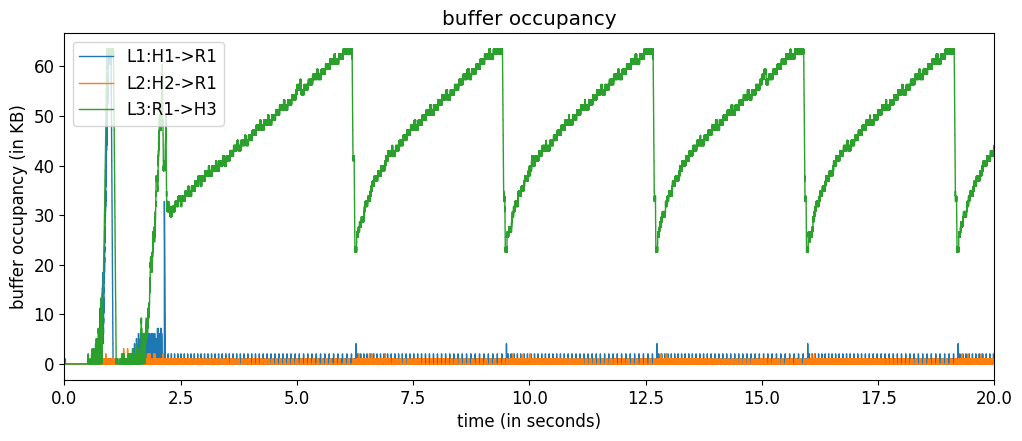 buffer occupancy
buffer occupancy (in KB)
60
50
40
30
20
10
0
L1:H1->R1
L2:H2->R1
L3:R1->H3
0.0 2.5 5.0 7.5 10.0 12.5 15.0 17.5 20.0
time (in seconds)